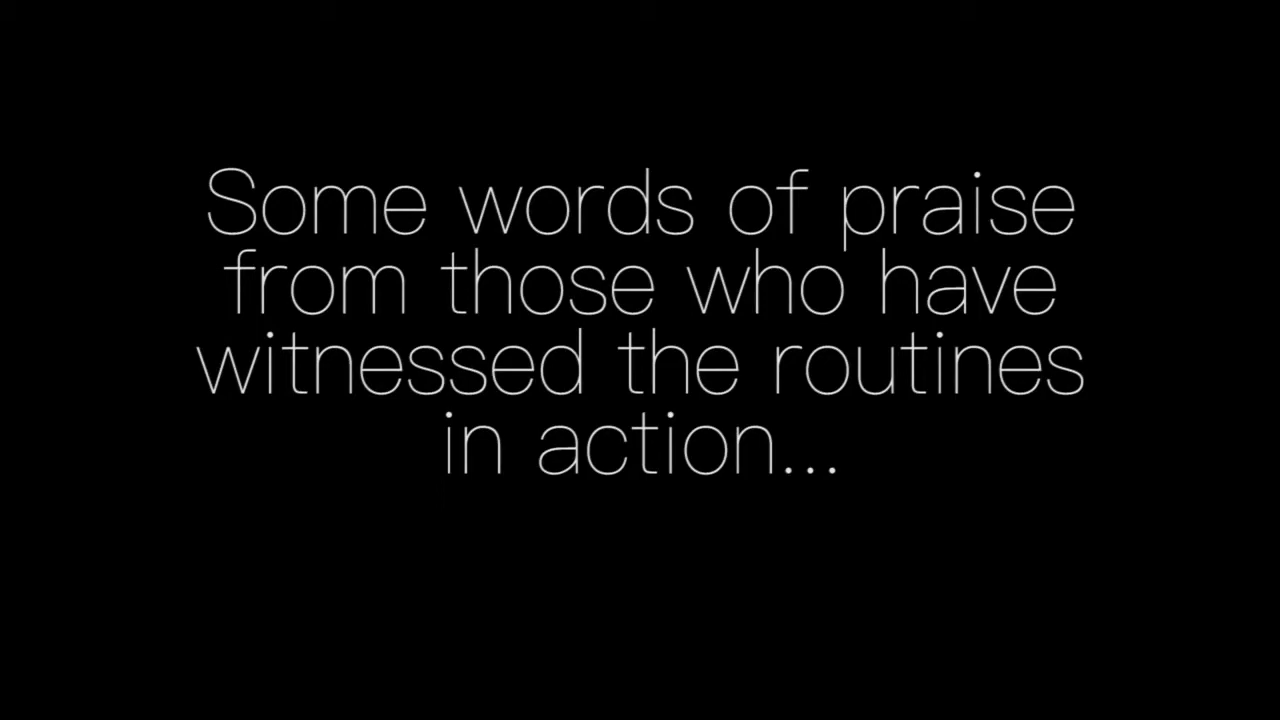 Some words of praise
from those who have
witnessed the routines
in action...